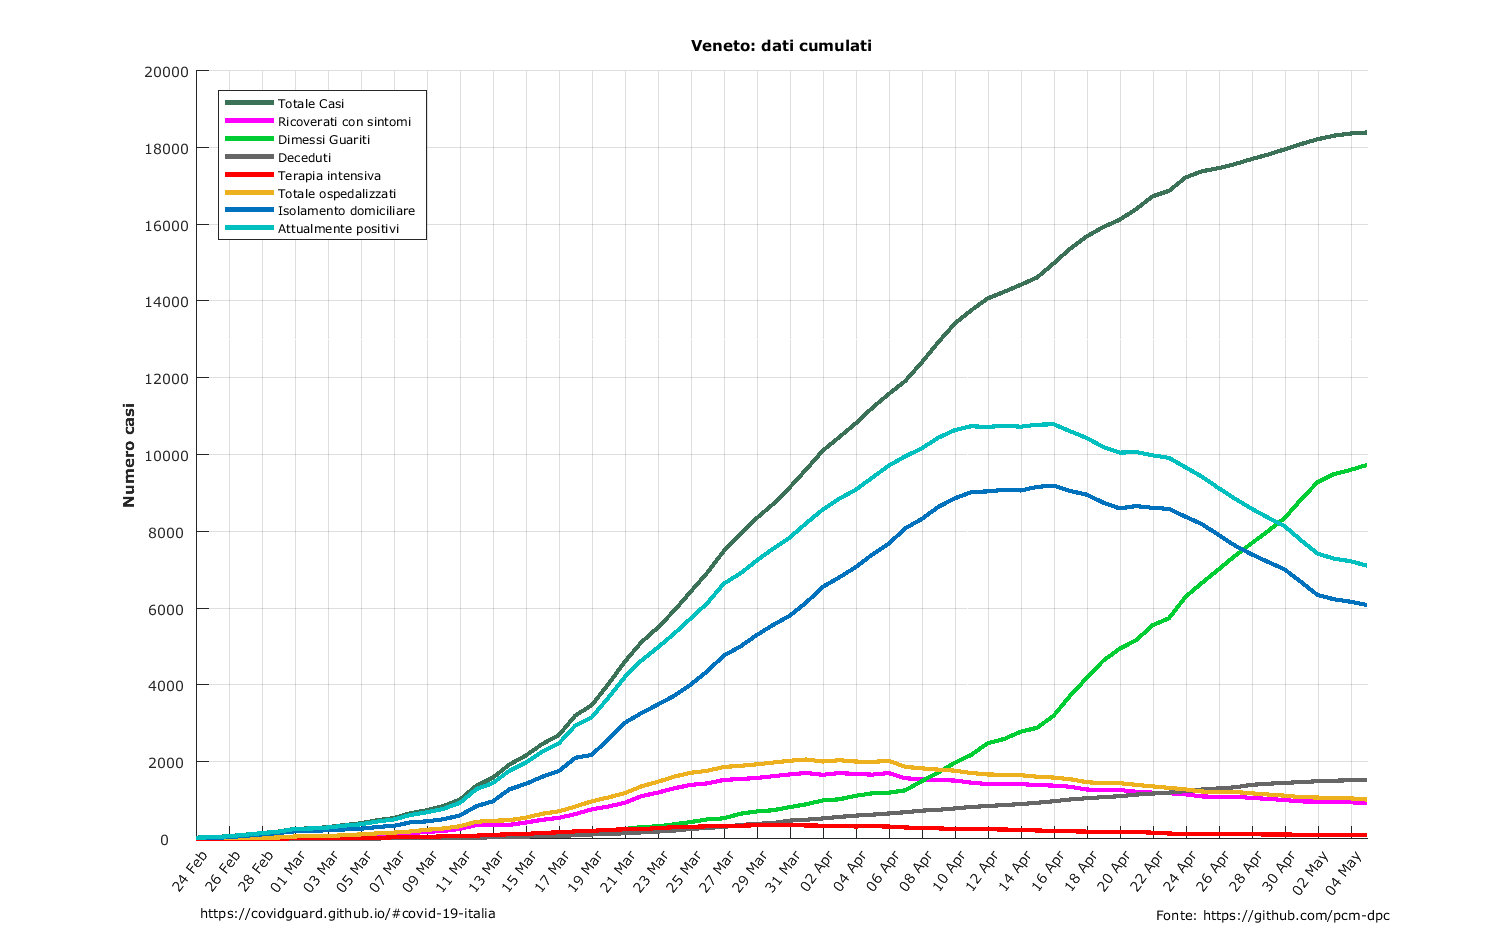 Veneto: dati cumulati
20000
18000
16000
14000
12000
10000
8000
6000
4000
2000
0
Numero casi
Totale Casi
Ricoverati con sintomi
Dimessi Guariti
Deceduti
Terapia intensiva
Totale ospedalizzati
Isolamento domiciliare
Attualmente positivi
24 Feb
26 Feb
28 Feb
01 Mar
03 Mar
05 Mar
07 Mar
09 Mar
11 Mar
13 Mar
15 Mar
17 Mar
19 Mar
21 Mar
23 Mar
25 Mar
27 Mar
29 Mar
31 Mar
02 Apr
04 Apr
06 Apr
08 Apr
10 Apr
12 Apr
14 Apr
16 Apr
18 Apr
20 Apr
22 Apr
24 Apr
26 Apr
28 Apr
30 Apr
02 May
04 May
https://covidguard.github.io/#covid-19-italia
Fonte: https://github.com/pcm-dpc